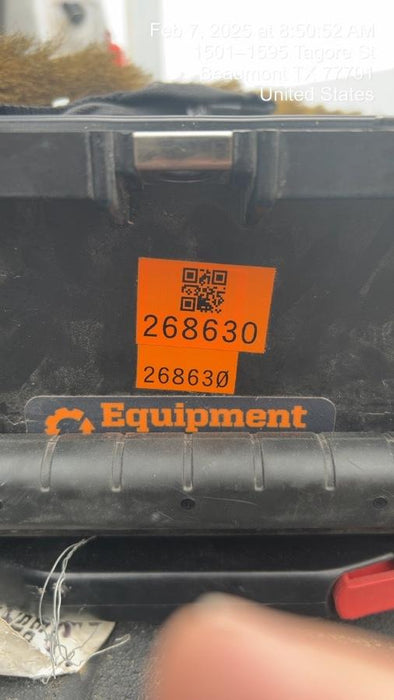 Feb 7, 2025 at 8:50:52 AM
1501–1595 Tagore St
Beaumont TX 77701
United States
268630
268630
Equipment